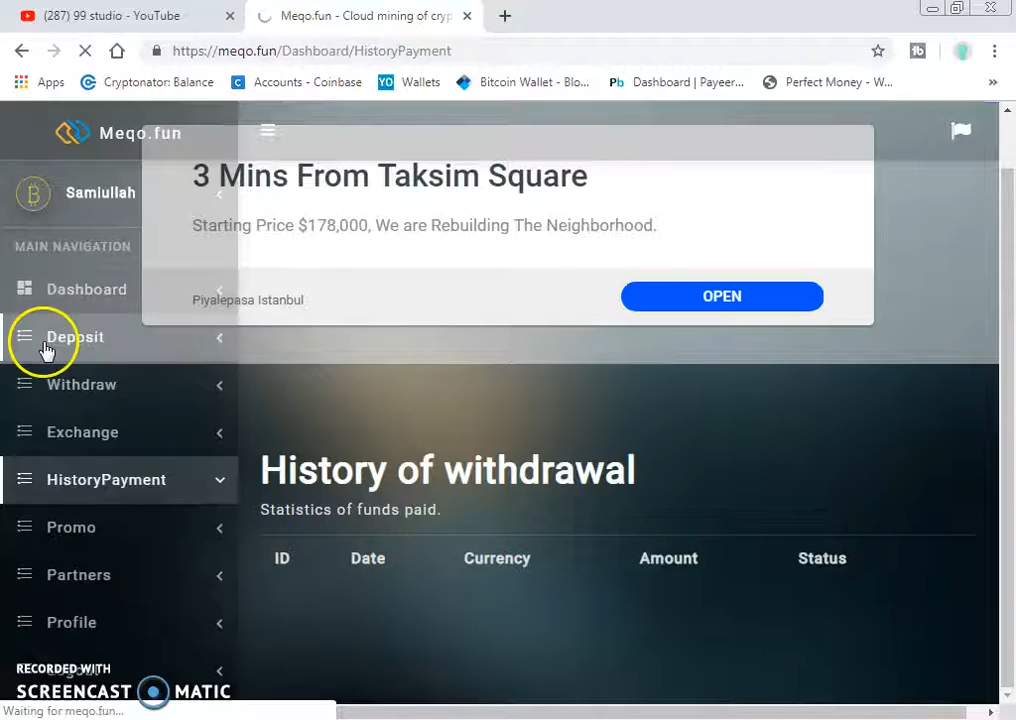 (287) 99 studio - YouTube
Meqo.fun - Cloud mining of cryp
https://meqo.fun/Dashboard/HistoryPayment
Apps
Cryptonator: Balance
Accounts - Coinbase
YO Wallets
Bitcoin Wallet - Blo...
Pb Dashboard | Payeer...
Perfect Money - W...
Meqo.fun
3 Mins From Taksim Square
Samiullah
Starting Price $178,000, We are Rebuilding The Neighborhood.
MAIN NAVIGATION
Dashboard
Piyalepasa Istanbul
OPEN
Deposit
Withdraw
Exchange
HistoryPayment
History of withdrawal
Statistics of funds paid.
Promo
ID Date Currency Amount Status
Partners
Profile
RECORDED WITH
SCREENCAST MATIC
Waiting for meqo.fun...